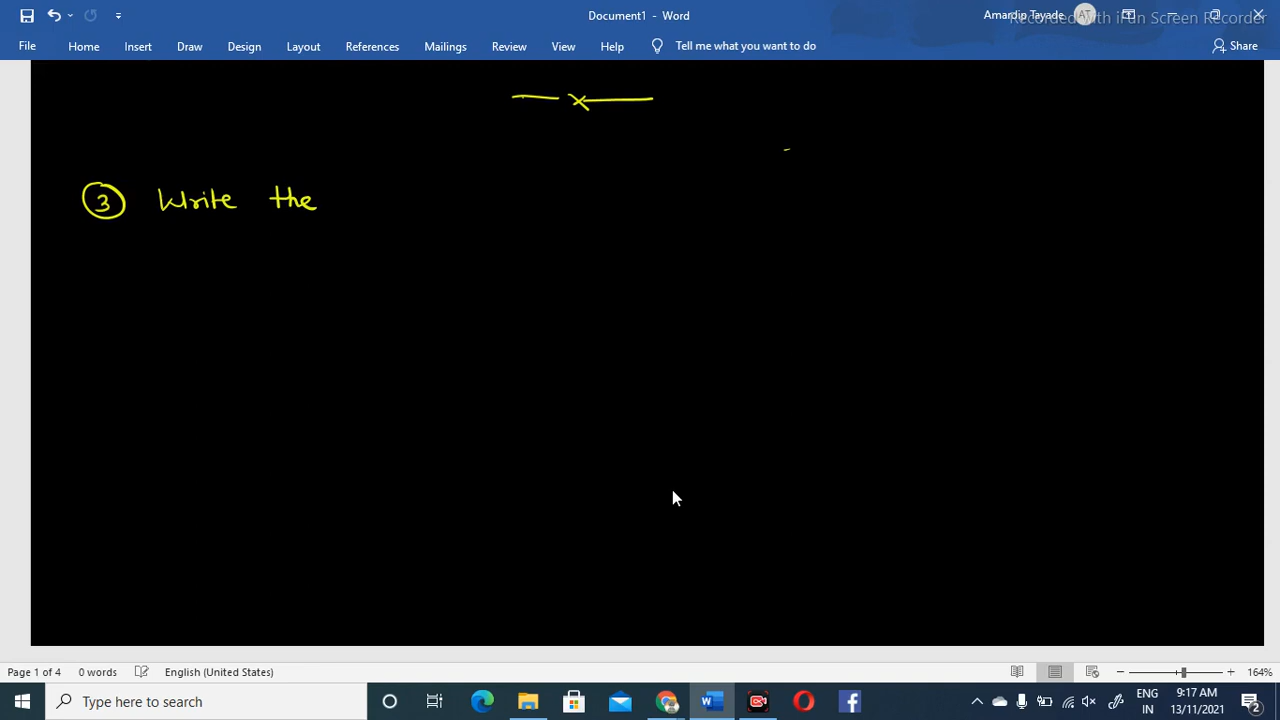 Document1 - Word
Amardip Tayade AT
Recorded with iFun Screen Recorder
File Home Insert Draw Design Layout References Mailings Review View Help Tell me what you want to do Share
3 Write the
Page 1 of 4 0 words English (United States) 164%
Type here to search
ENG 9:17 AM
IN 13/11/2021 2